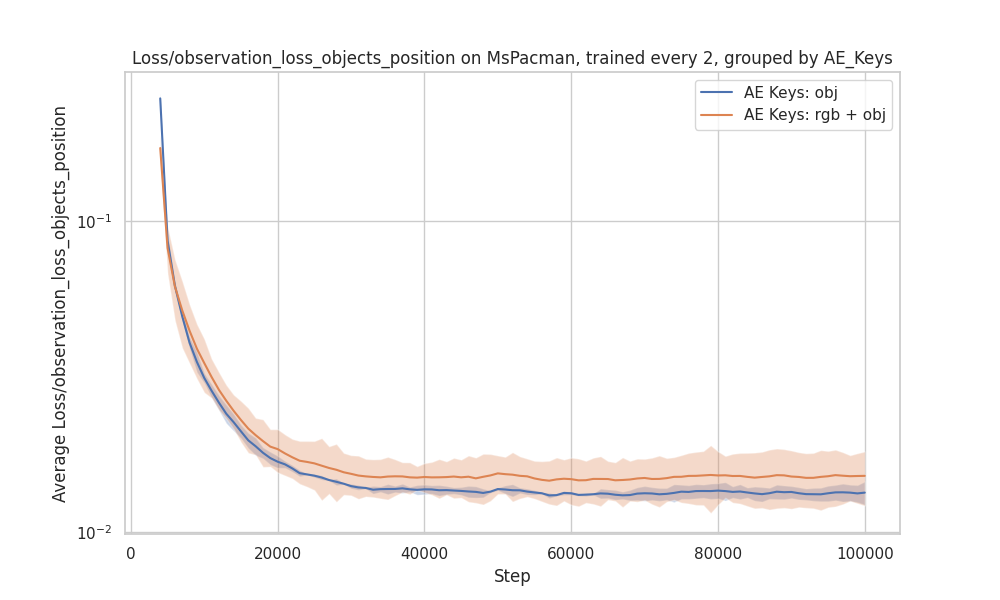 Loss/observation_loss_objects_position on MsPacman, trained every 2, grouped by AE_Keys
AE Keys: obj
AE Keys: rgb + obj
Average Loss/observation_loss_objects_position
10⁻¹
10⁻²
0
20000
40000
60000
80000
100000
Step